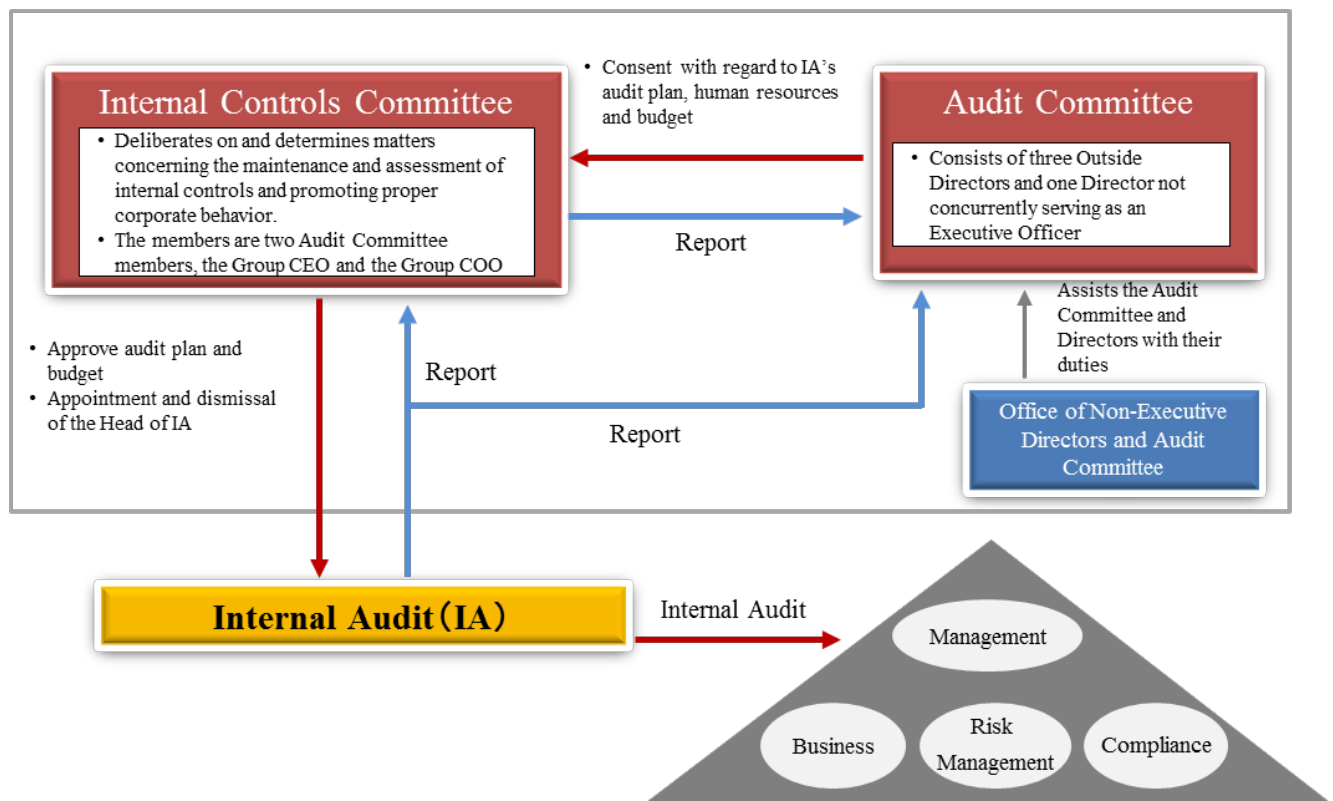 Internal Controls Committee
• Deliberates on and determines matters
concerning the maintenance and assessment of
internal controls and promoting proper
corporate behavior.
• The members are two Audit Committee
members, the Group CEO and the Group COO
• Consent with regard to IA's
audit plan, human resources
and budget
Report
Audit Committee
• Consists of three Outside
Directors and one Director not
concurrently serving as an
Executive Officer
Assists the Audit
Committee and
Directors with their
duties
Office of Non-Executive
Directors and Audit
Committee
• Approve audit plan and
budget
• Appointment and dismissal
of the Head of IA
Report
Report
Internal Audit(IA)
Internal Audit
Management
Business
Risk
Management
Compliance